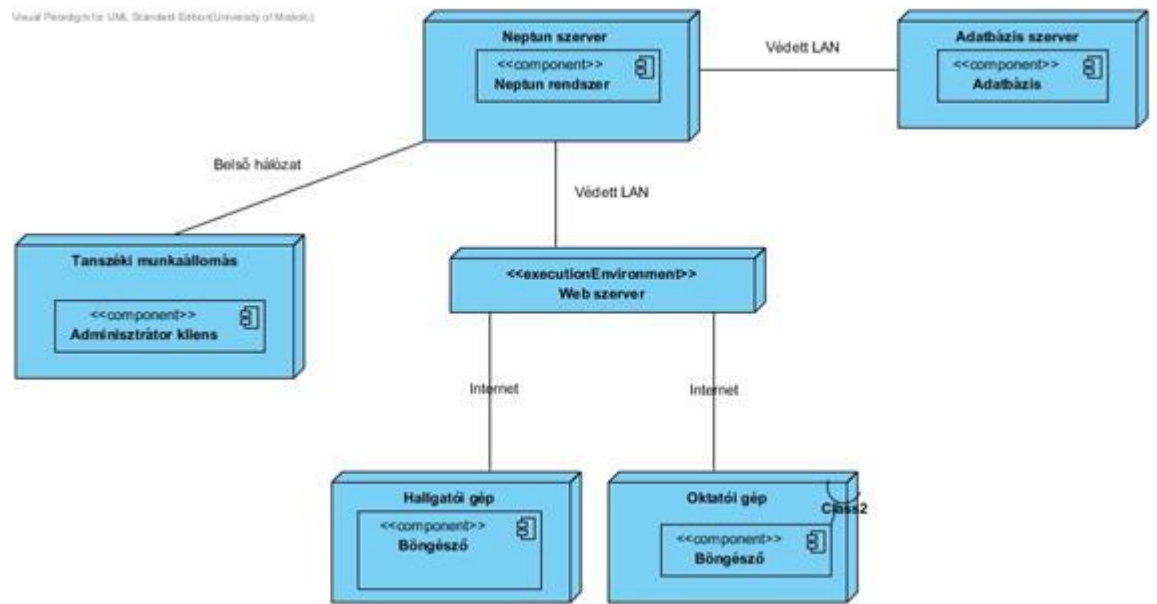 Visual Paradigm for UML Standard Edition(University of Miskolc)
Neptun szerver
<<component>>
Neptun rendszer
Védett LAN
Adatbázis szerver
<<component>>
Adatbázis
Belső hálózat
Védett LAN
Tanszéki munkaállomás
<<component>>
Adminisztrátor kliens
<<executionEnvironment>>
Web szerver
Internet
Internet
Hallgatói gép
<<component>>
Böngésző
Oktatói gép
Class2
<<component>>
Böngésző